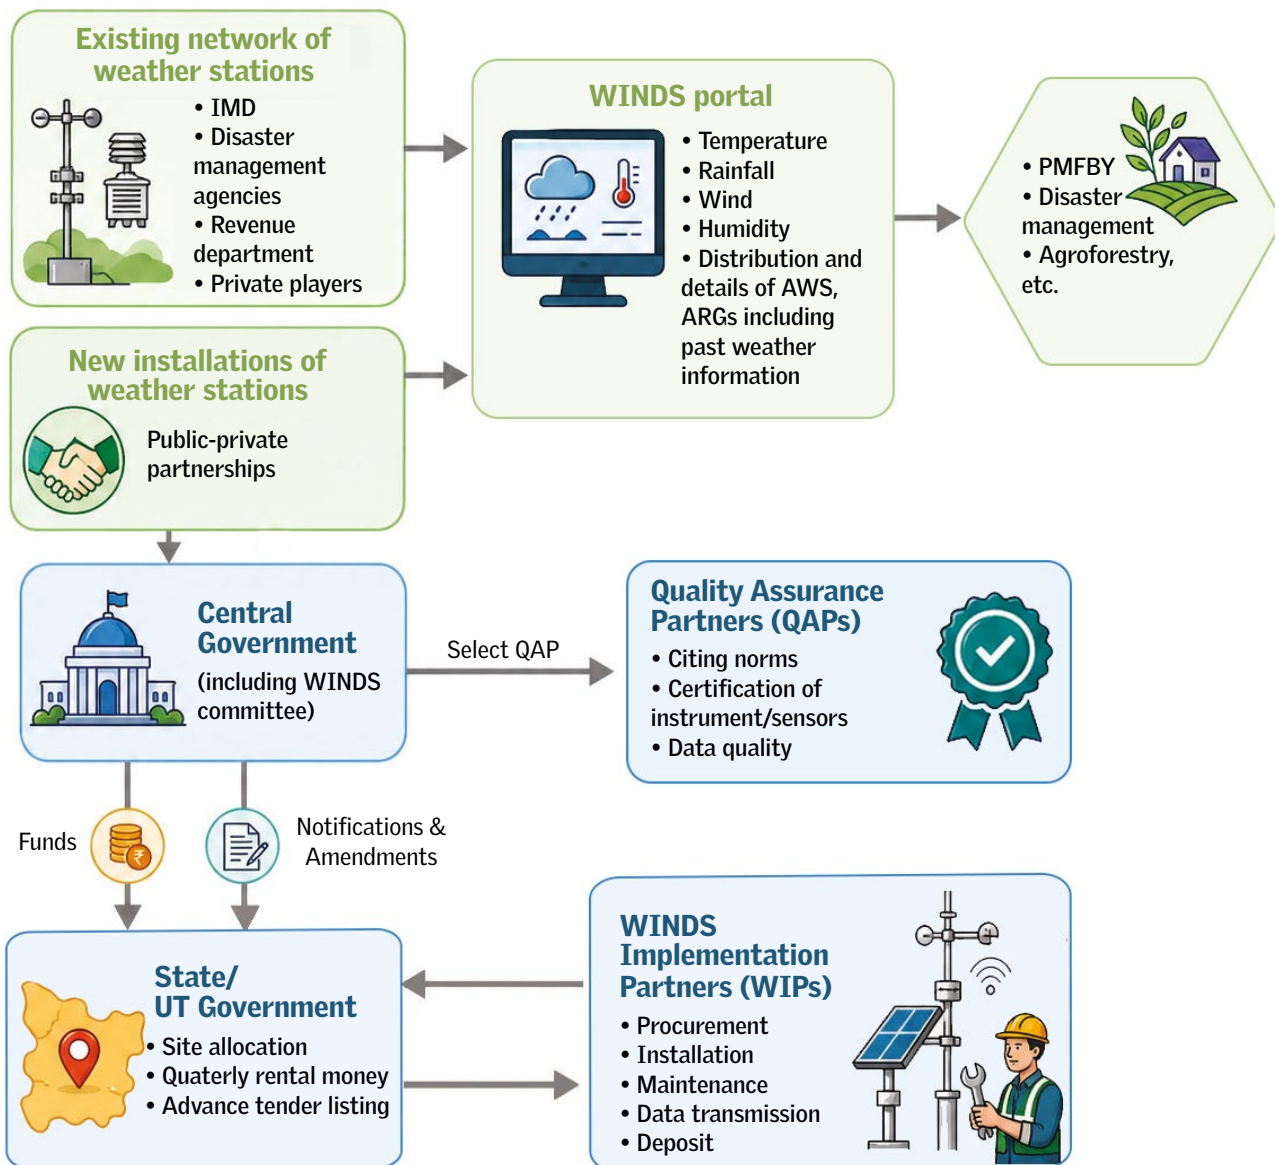 Existing network of
weather stations
• IMD
• Disaster
management
agencies
• Revenue
department
• Private players
WINDS portal
• Temperature
• Rainfall
• Wind
• Humidity
• Distribution and
details of AWS,
ARGs including
past weather
information
• PMFBY
• Disaster
management
• Agroforestry,
etc.
New installations of
weather stations
Public-private
partnerships
Central
Government
(including WINDS
committee)
Select QAP
Quality Assurance
Partners (QAPs)
• Citing norms
• Certification of
instrument/sensors
• Data quality
Funds
₹
Notifications &
Amendments
State/
UT Government
• Site allocation
• Quaterly rental money
• Advance tender listing
WINDS
Implementation
Partners (WIPs)
• Procurement
• Installation
• Maintenance
• Data transmission
• Deposit